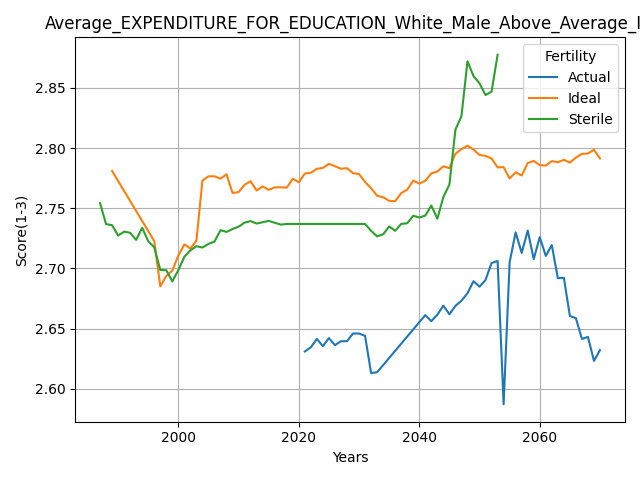 Average_EXPENDITURE_FOR_EDUCATION_White_Male_Above_Average_I
Fertility
Actual
Ideal
Sterile
Score(1-3)
2.85
2.80
2.75
2.70
2.65
2.60
2000 2020 2040 2060
Years